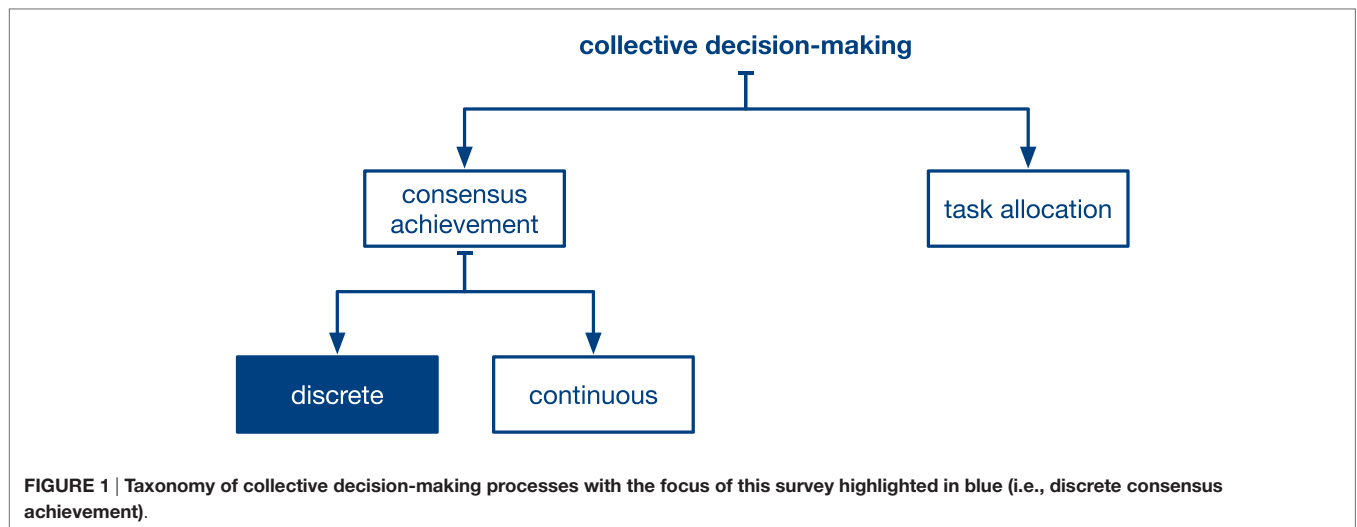 collective decision-making
consensus
achievement
task allocation
discrete
continuous
FIGURE 1 | Taxonomy of collective decision-making processes with the focus of this survey highlighted in blue (i.e., discrete consensus
achievement).